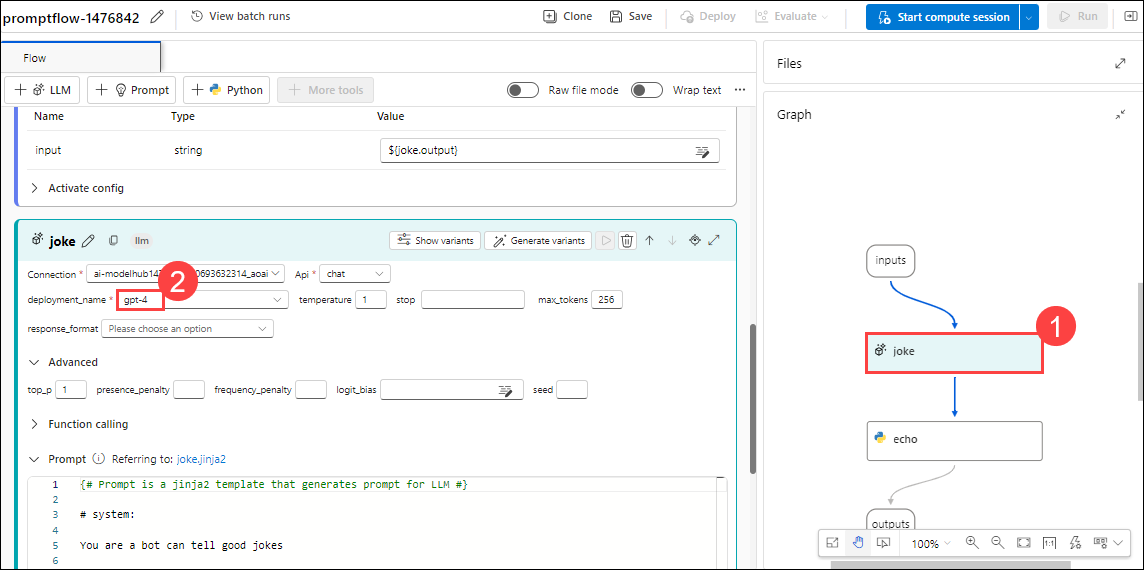 promptflow-1476842 View batch runs Clone Save Deploy Evaluate Start compute session Run
Flow
LLM Prompt Python More tools Raw file mode Wrap text ...
Name Type Value
input string ${joke.output}
Activate config
joke llm Show variants Generate variants
Connection * ai-modelhub147 0693632314_aoai Api * chat
2
deployment_name * gpt-4 temperature 1 stop max_tokens 256
response_format Please choose an option
Advanced
top_p 1 presence_penalty frequency_penalty logit_bias seed
Function calling
Prompt Referring to: joke.jinja2
1 {# Prompt is a jinja2 template that generates prompt for LLM #}
2
3 # system:
4
5 You are a bot can tell good jokes
6
Files
Graph
inputs
1
joke
echo
outputs
100% 1:1